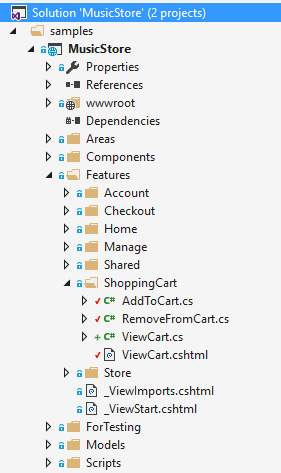 Solution 'MusicStore' (2 projects)
samples
MusicStore
Properties
References
wwwroot
Dependencies
Areas
Components
Features
Account
Checkout
Home
Manage
Shared
ShoppingCart
C# AddToCart.cs
C# RemoveFromCart.cs
C# ViewCart.cs
ViewCart.cshtml
Store
_ViewImports.cshtml
_ViewStart.cshtml
ForTesting
Models
Scripts